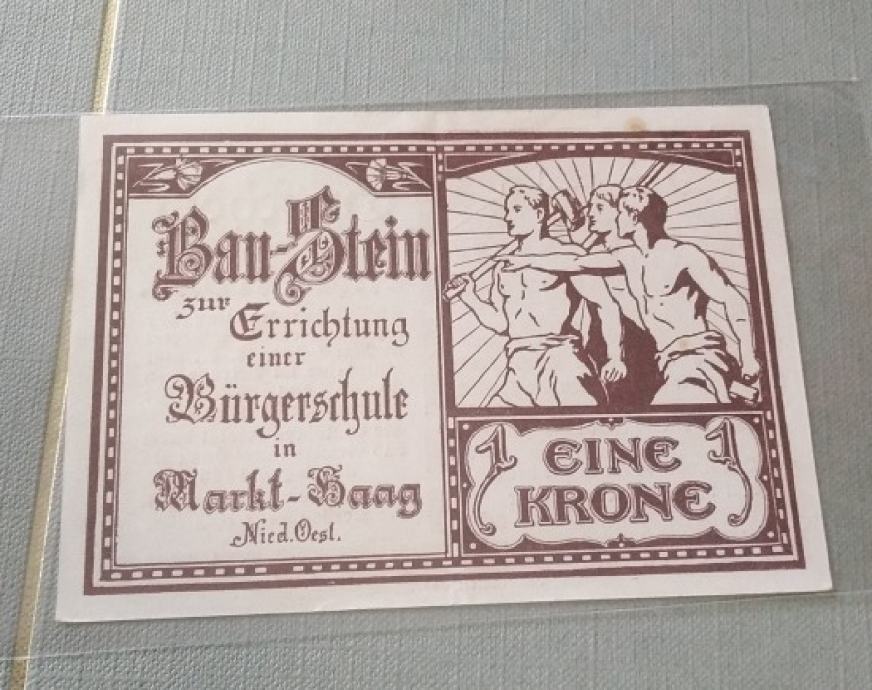 Bau-Stein
zur
Errichtung
einer
Bürgerschule
in
Markt-Haag
Nied. Oest.
1 EINE 1
KRONE